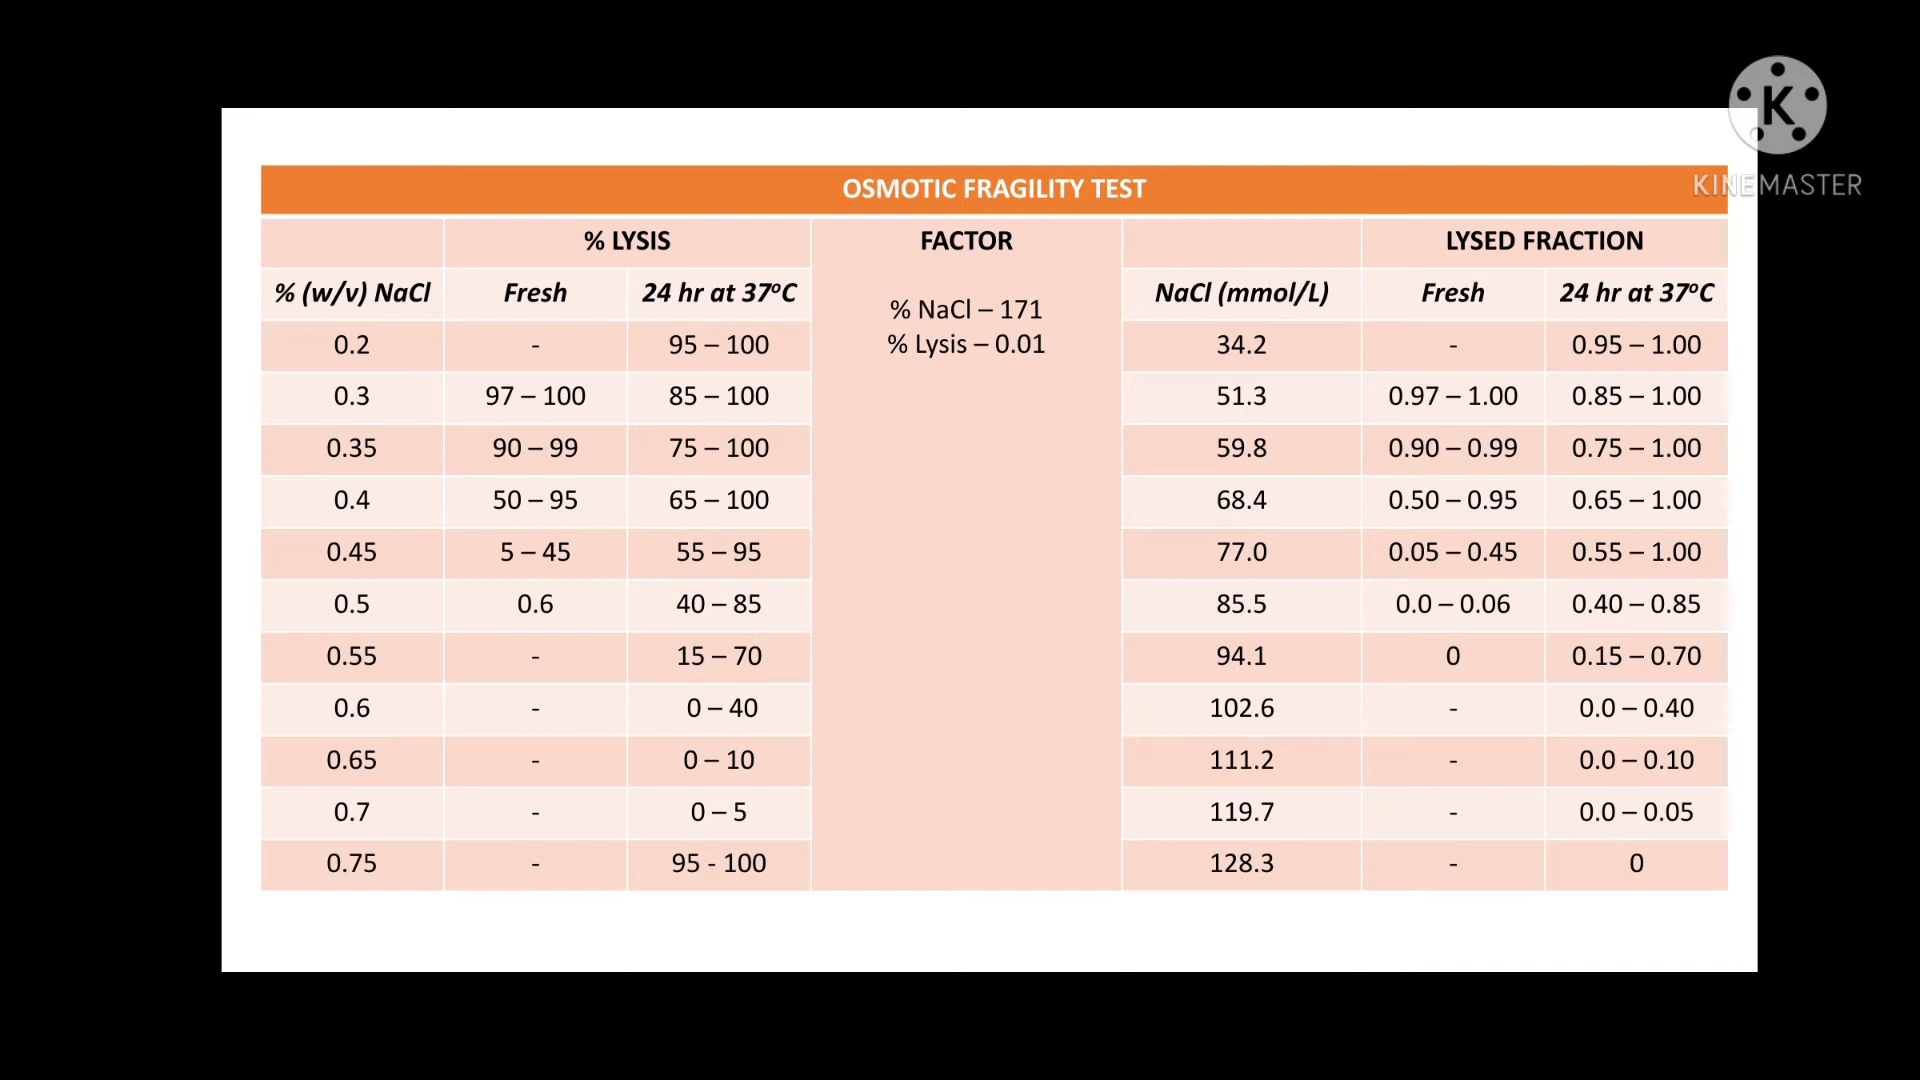 KINEMASTER
OSMOTIC FRAGILITY TEST
% LYSIS FACTOR LYSED FRACTION
% (w/v) NaCl Fresh 24 hr at 37ºC NaCl (mmol/L) Fresh 24 hr at 37ºC
% NaCl – 171
% Lysis – 0.01
0.2 - 95 – 100 34.2 - 0.95 – 1.00
0.3 97 – 100 85 – 100 51.3 0.97 – 1.00 0.85 – 1.00
0.35 90 – 99 75 – 100 59.8 0.90 – 0.99 0.75 – 1.00
0.4 50 – 95 65 – 100 68.4 0.50 – 0.95 0.65 – 1.00
0.45 5 – 45 55 – 95 77.0 0.05 – 0.45 0.55 – 1.00
0.5 0.6 40 – 85 85.5 0.0 – 0.06 0.40 – 0.85
0.55 - 15 – 70 94.1 0 0.15 – 0.70
0.6 - 0 – 40 102.6 - 0.0 – 0.40
0.65 - 0 – 10 111.2 - 0.0 – 0.10
0.7 - 0 – 5 119.7 - 0.0 – 0.05
0.75 - 95 - 100 128.3 - 0